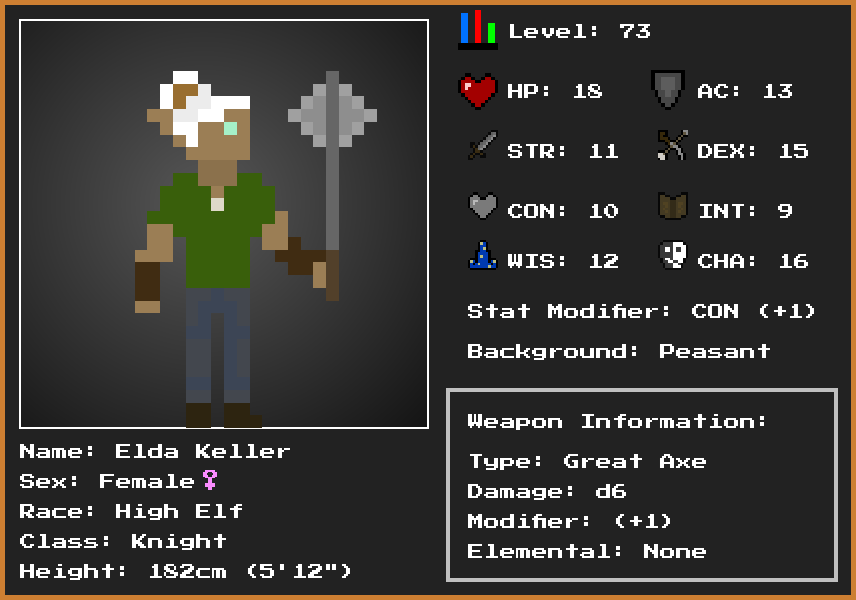 Level: 73
HP: 18
AC: 13
STR: 11
DEX: 15
CON: 10
INT: 9
WIS: 12
CHA: 16
Stat Modifier: CON (+1)
Background: Peasant
Weapon Information:
Type: Great Axe
Damage: d6
Modifier: (+1)
Elemental: None
Name: Elda Keller
Sex: Female♀
Race: High Elf
Class: Knight
Height: 182cm (5'12")